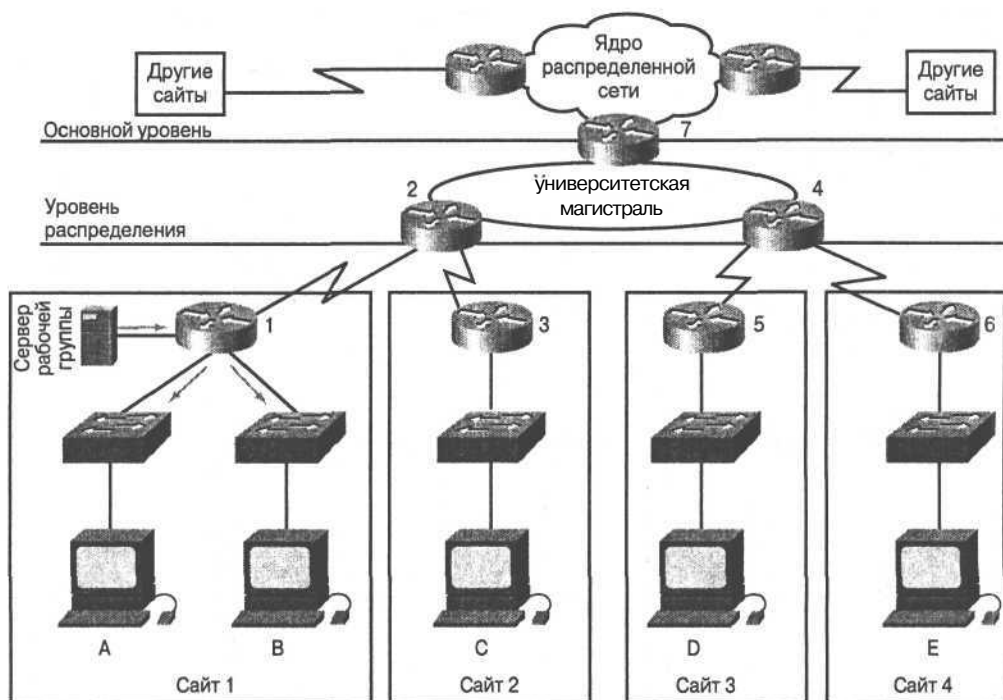 Ядро
распределенной
сети
Другие
сайты
Другие
сайты
Основной уровень
7
ўниверситетская
магистраль
2
4
Уровень
распределения
Сервер
рабочей
группы
1
3
5
6
A
B
C
D
E
Сайт 1
Сайт 2
Сайт 3
Сайт 4